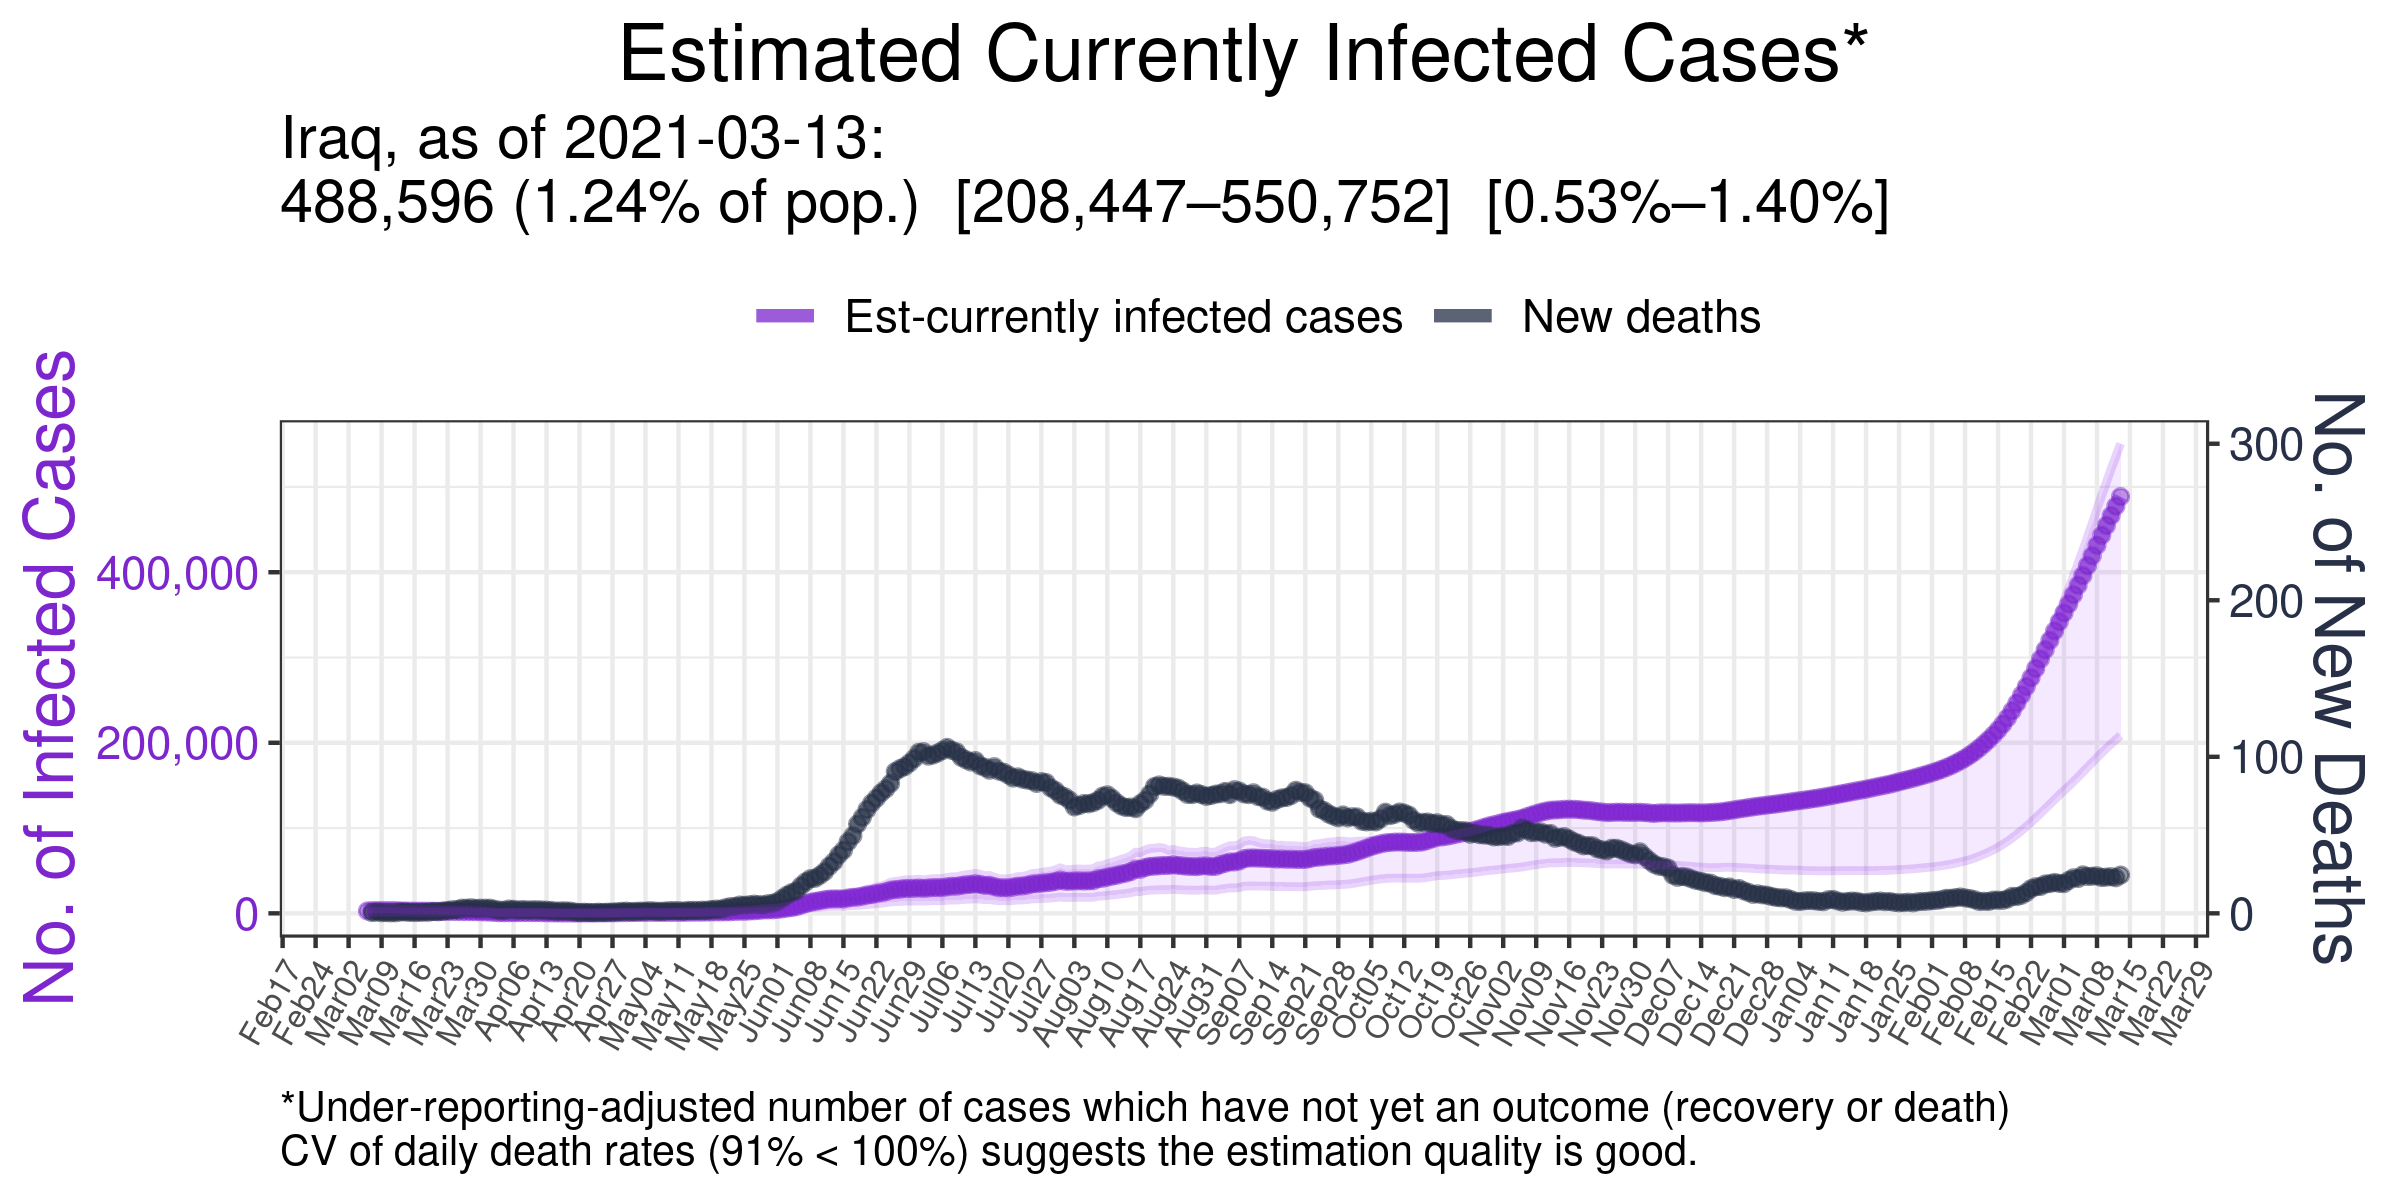 Estimated Currently Infected Cases*
Iraq, as of 2021-03-13:
488,596 (1.24% of pop.)  [208,447–550,752]  [0.53%–1.40%]
Est-currently infected cases
New deaths
No. of Infected Cases
400,000
200,000
0
No. of New Deaths
300
200
100
0
Feb17
Feb24
Mar02
Mar09
Mar16
Mar23
Mar30
Apr06
Apr13
Apr20
Apr27
May04
May11
May18
May25
Jun01
Jun08
Jun15
Jun22
Jun29
Jul06
Jul13
Jul20
Jul27
Aug03
Aug10
Aug17
Aug24
Aug31
Sep07
Sep14
Sep21
Sep28
Oct05
Oct12
Oct19
Oct26
Nov02
Nov09
Nov16
Nov23
Nov30
Dec07
Dec14
Dec21
Dec28
Jan04
Jan11
Jan18
Jan25
Feb01
Feb08
Feb15
Feb22
Mar01
Mar08
Mar15
Mar22
Mar29
*Under-reporting-adjusted number of cases which have not yet an outcome (recovery or death)
CV of daily death rates (91% < 100%) suggests the estimation quality is good.